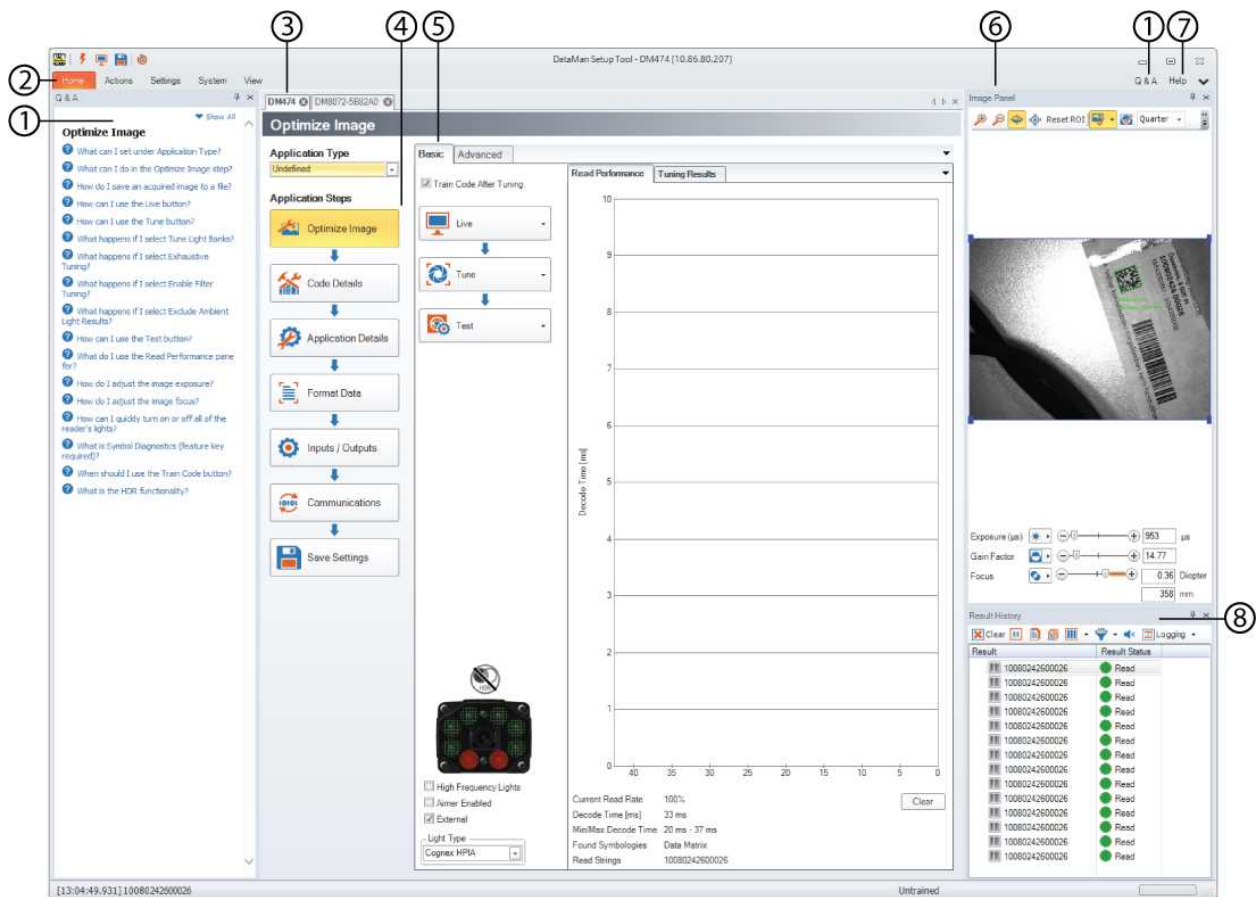 3
4
5
6
1
7
DataMan Setup Tool - DM474 [10.86.80.207]
2
Home Actions Settings System View
Q & A Help
Q & A
DM474 DM8072-5B82A0
Image Panel
1
Show All
Optimize Image
What can I set under Application Type?
What can I do in the Optimize Image step?
How do I save an acquired image to a file?
How can I use the Live button?
How can I use the Tune button?
What happens if I select Tune Light Banks?
What happens if I select Exhaustive
Tuning?
What happens if I select Enable Filter
Tuning?
What happens if I select Exclude Ambient
Light Results?
How can I use the Test button?
What do I use the Read Performance pane
for?
How do I adjust the image exposure?
How do I adjust the image focus?
How can I quickly turn on or off all of the
reader's lights?
What is Symbol Diagnostics (feature key
required)?
When should I use the Train Code button?
What is the HDR functionality?
Optimize Image
Application Type
Undefined
Application Steps
Optimize Image
Code Details
Application Details
Format Data
Inputs / Outputs
Communications
Save Settings
Basic Advanced
Train Code After Tuning
Live
Tune
Test
HDR
High Frequency Lights
Aimer Enabled
External
Light Type
Cognex HPIA
Read Performance Tuning Results
10
9
8
7
6
5
4
3
2
1
0
Decode Time [ms]
40 35 30 25 20 15 10 5 0
Current Read Rate 100%
Clear
Decode Time [ms] 33 ms
Min/Max Decode Time 20 ms - 37 ms
Found Symbologies Data Matrix
Read Strings 10080242600026
Reset ROI Quarter
Exposure (µs) 953 µs
Gain Factor 14.77
Focus 0.36 Diopter
358 mm
Result History
8
Clear Logging
Result Result Status
10080242600026 Read
10080242600026 Read
10080242600026 Read
10080242600026 Read
10080242600026 Read
10080242600026 Read
10080242600026 Read
10080242600026 Read
10080242600026 Read
10080242600026 Read
10080242600026 Read
10080242600026 Read
10080242600026 Read
10080242600026 Read
[13:04:49.931] 10080242600026
Untrained